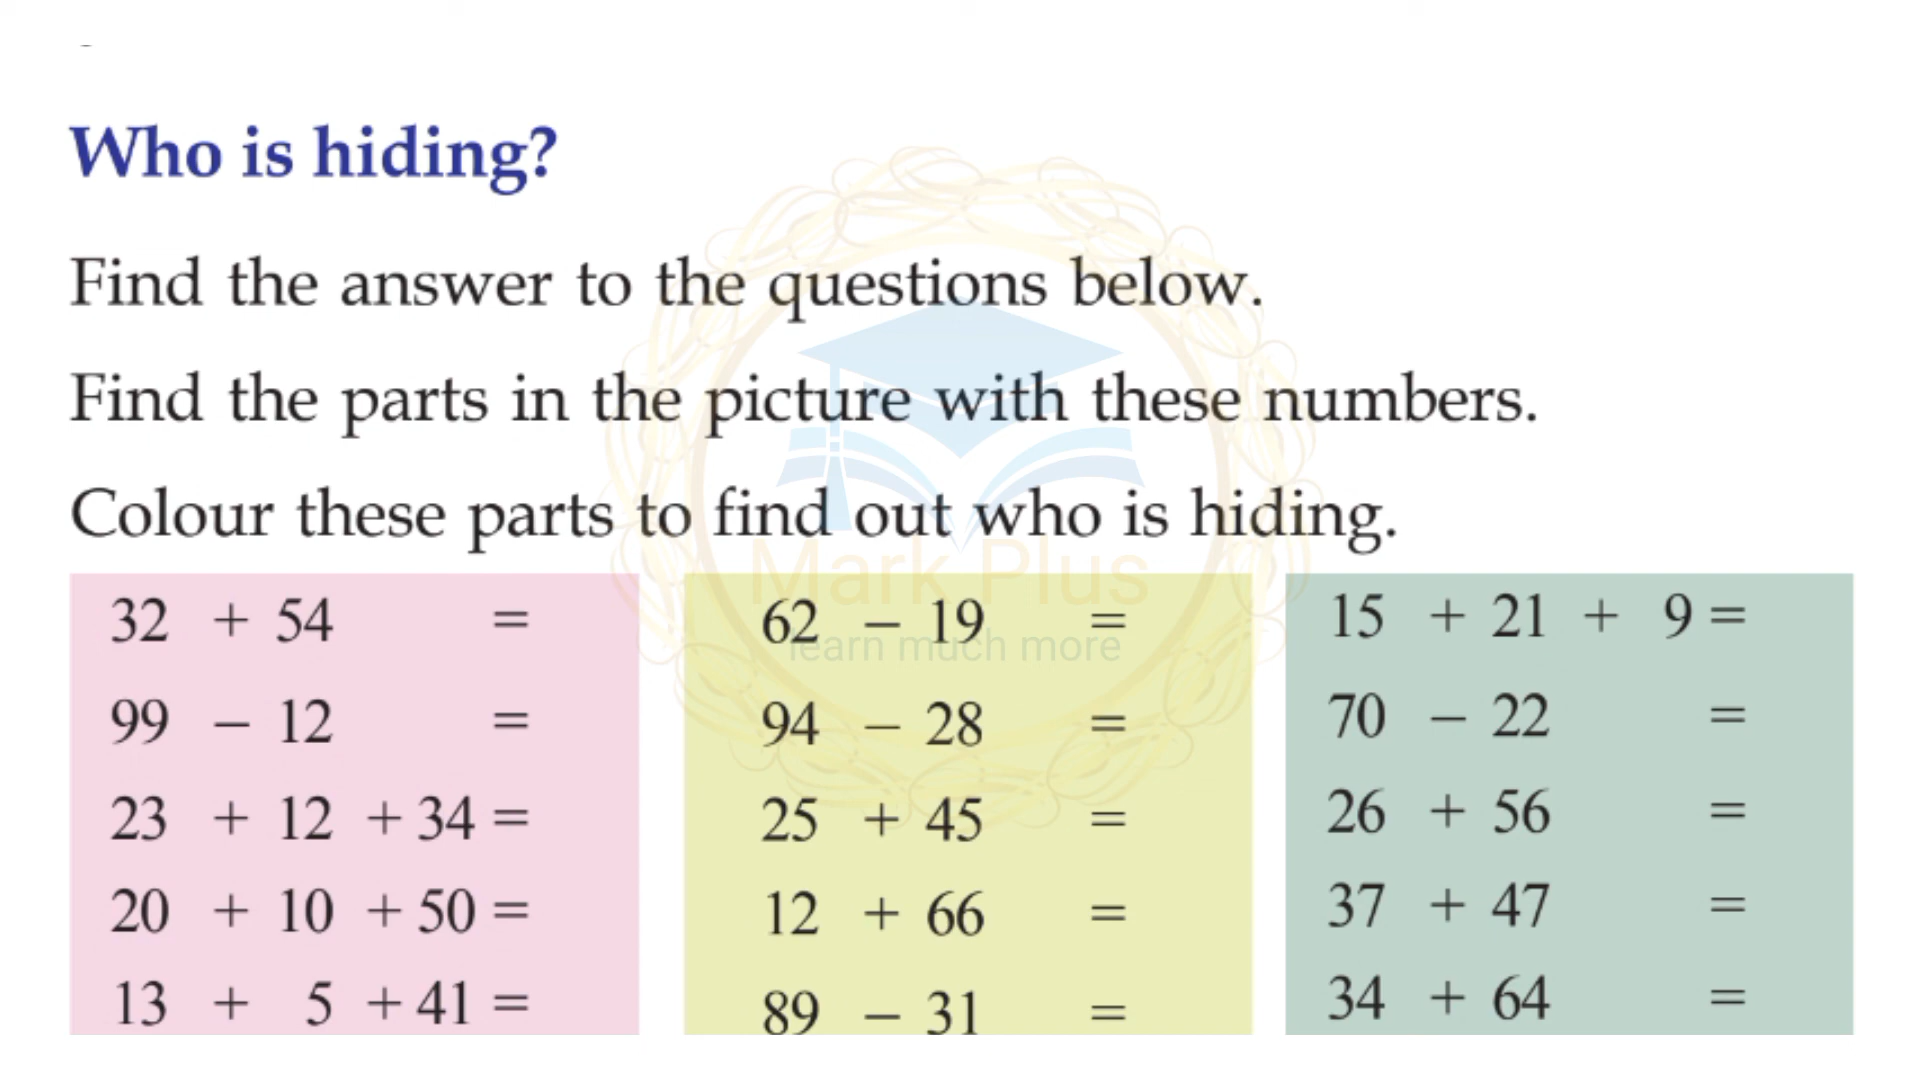 Who is hiding?
Find the answer to the questions below.
Find the parts in the picture with these numbers.
Colour these parts to find out who is hiding.
Mark Plus
learn much more
32 + 54 =
99 – 12 =
23 + 12 + 34 =
20 + 10 + 50 =
13 + 5 + 41 =
62 – 19 =
94 – 28 =
25 + 45 =
12 + 66 =
89 – 31 =
15 + 21 + 9 =
70 – 22 =
26 + 56 =
37 + 47 =
34 + 64 =